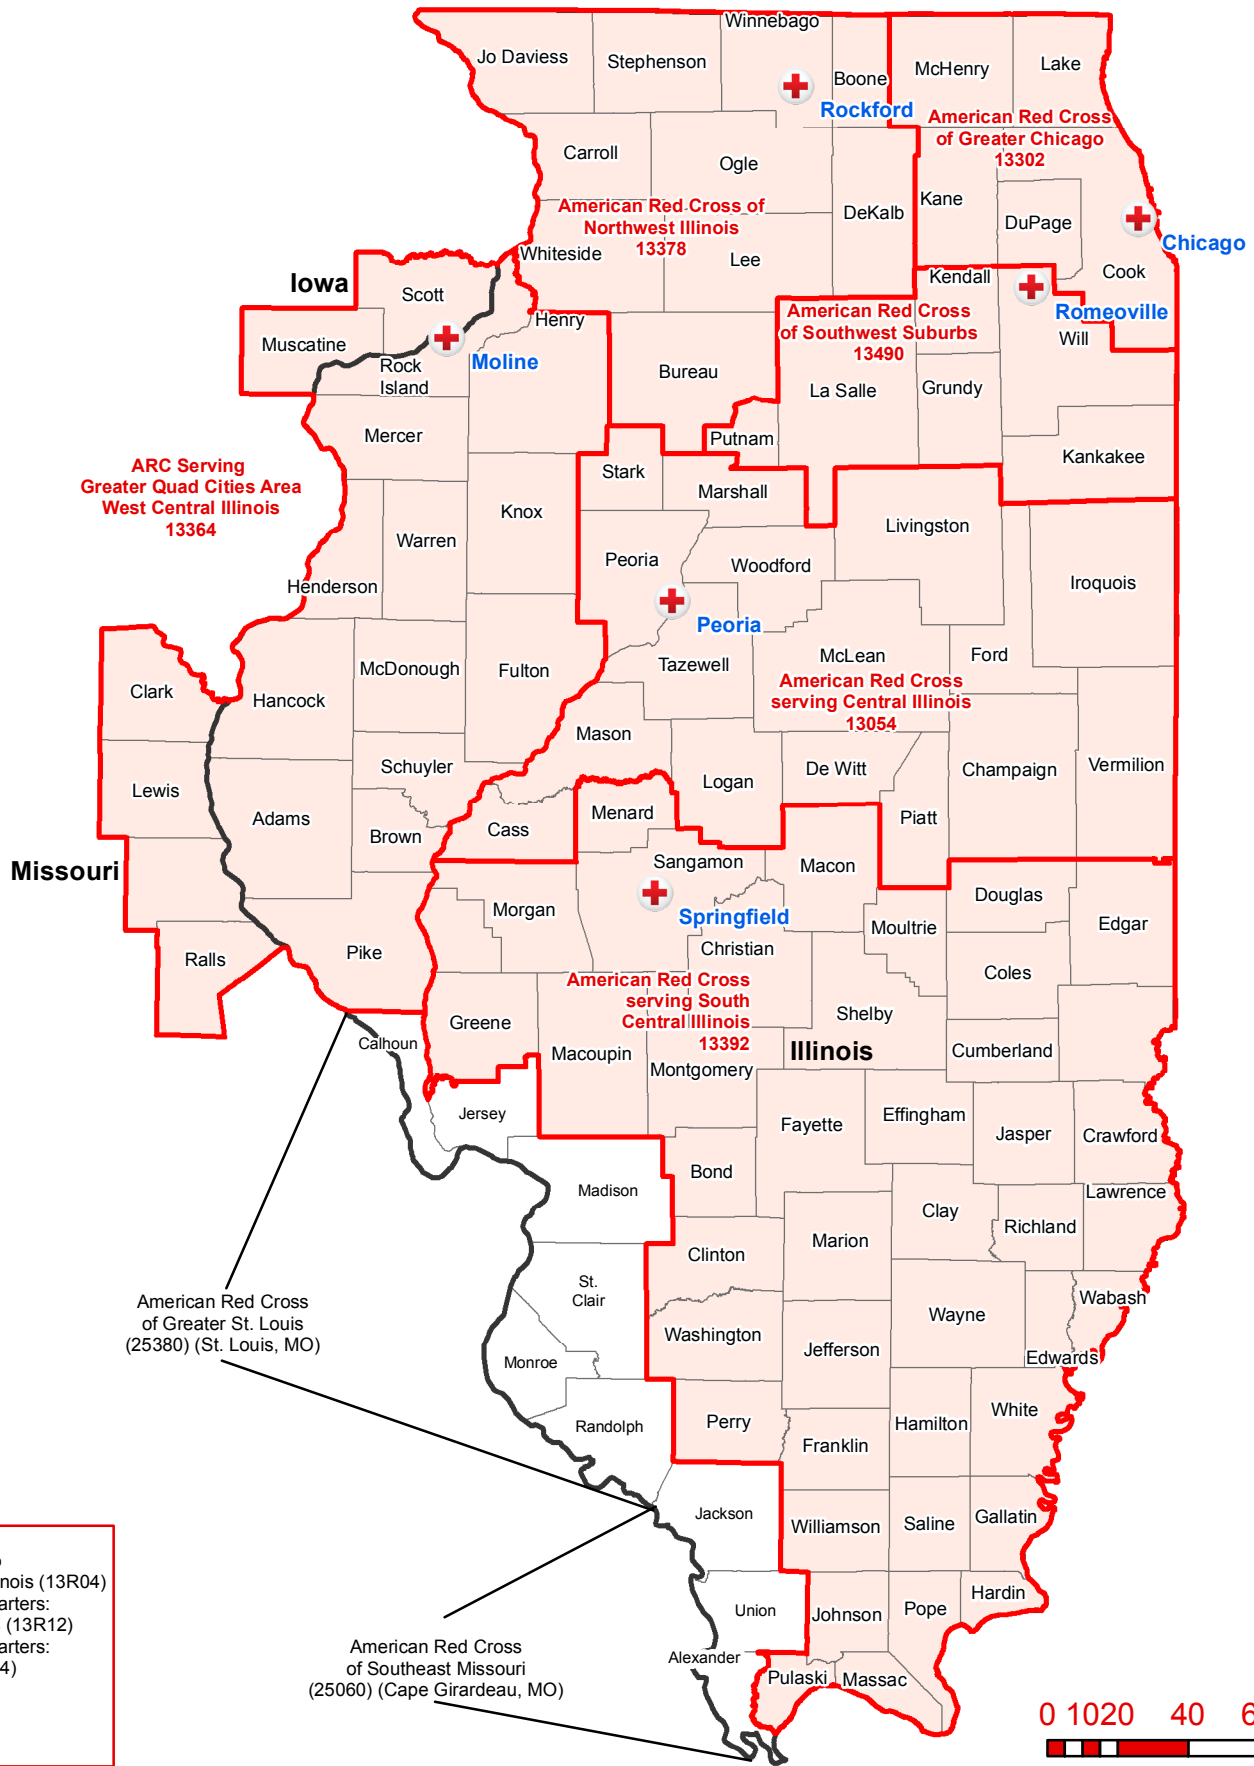 Winnebago
Jo Daviess
Stephenson
Boone
McHenry
Lake
Rockford
American Red Cross
of Greater Chicago
13302
Carroll
Ogle
DeKalb
Kane
DuPage
American Red Cross of
Northwest Illinois
13378
Whiteside
Lee
Chicago
Cook
Kendall
Iowa
Scott
Henry
American Red Cross
of Southwest Suburbs
13490
Romeoville
Will
Muscatine
Rock
Island
Moline
Bureau
La Salle
Grundy
Mercer
Putnam
Kankakee
ARC Serving
Greater Quad Cities Area
West Central Illinois
13364
Stark
Marshall
Knox
Warren
Livingston
Peoria
Woodford
Henderson
Iroquois
Peoria
McLean
Ford
Tazewell
McDonough
Fulton
American Red Cross
serving Central Illinois
13054
Clark
Hancock
Mason
Schuyler
Logan
De Witt
Champaign
Vermilion
Lewis
Adams
Brown
Cass
Menard
Piatt
Missouri
Sangamon
Macon
Douglas
Edgar
Morgan
Springfield
Moultrie
Christian
Ralls
Pike
Coles
American Red Cross
serving South
Central Illinois
13392
Shelby
Greene
Calhoun
Macoupin
Illinois
Cumberland
Montgomery
Jersey
Fayette
Effingham
Jasper
Crawford
Bond
Madison
Lawrence
Clay
Richland
Clinton
Marion
St.
Clair
Wabash
American Red Cross
of Greater St. Louis
(25380) (St. Louis, MO)
Wayne
Washington
Jefferson
Monroe
Edwards
Randolph
Perry
Hamilton
White
Franklin
Jackson
Williamson
Saline
Gallatin
nois (13R04)
arters:
(13R12)
arters:
4)
Union
Johnson
Pope
Hardin
American Red Cross
of Southeast Missouri
(25060) (Cape Girardeau, MO)
Alexander
Pulaski
Massac
0 1020 40 6